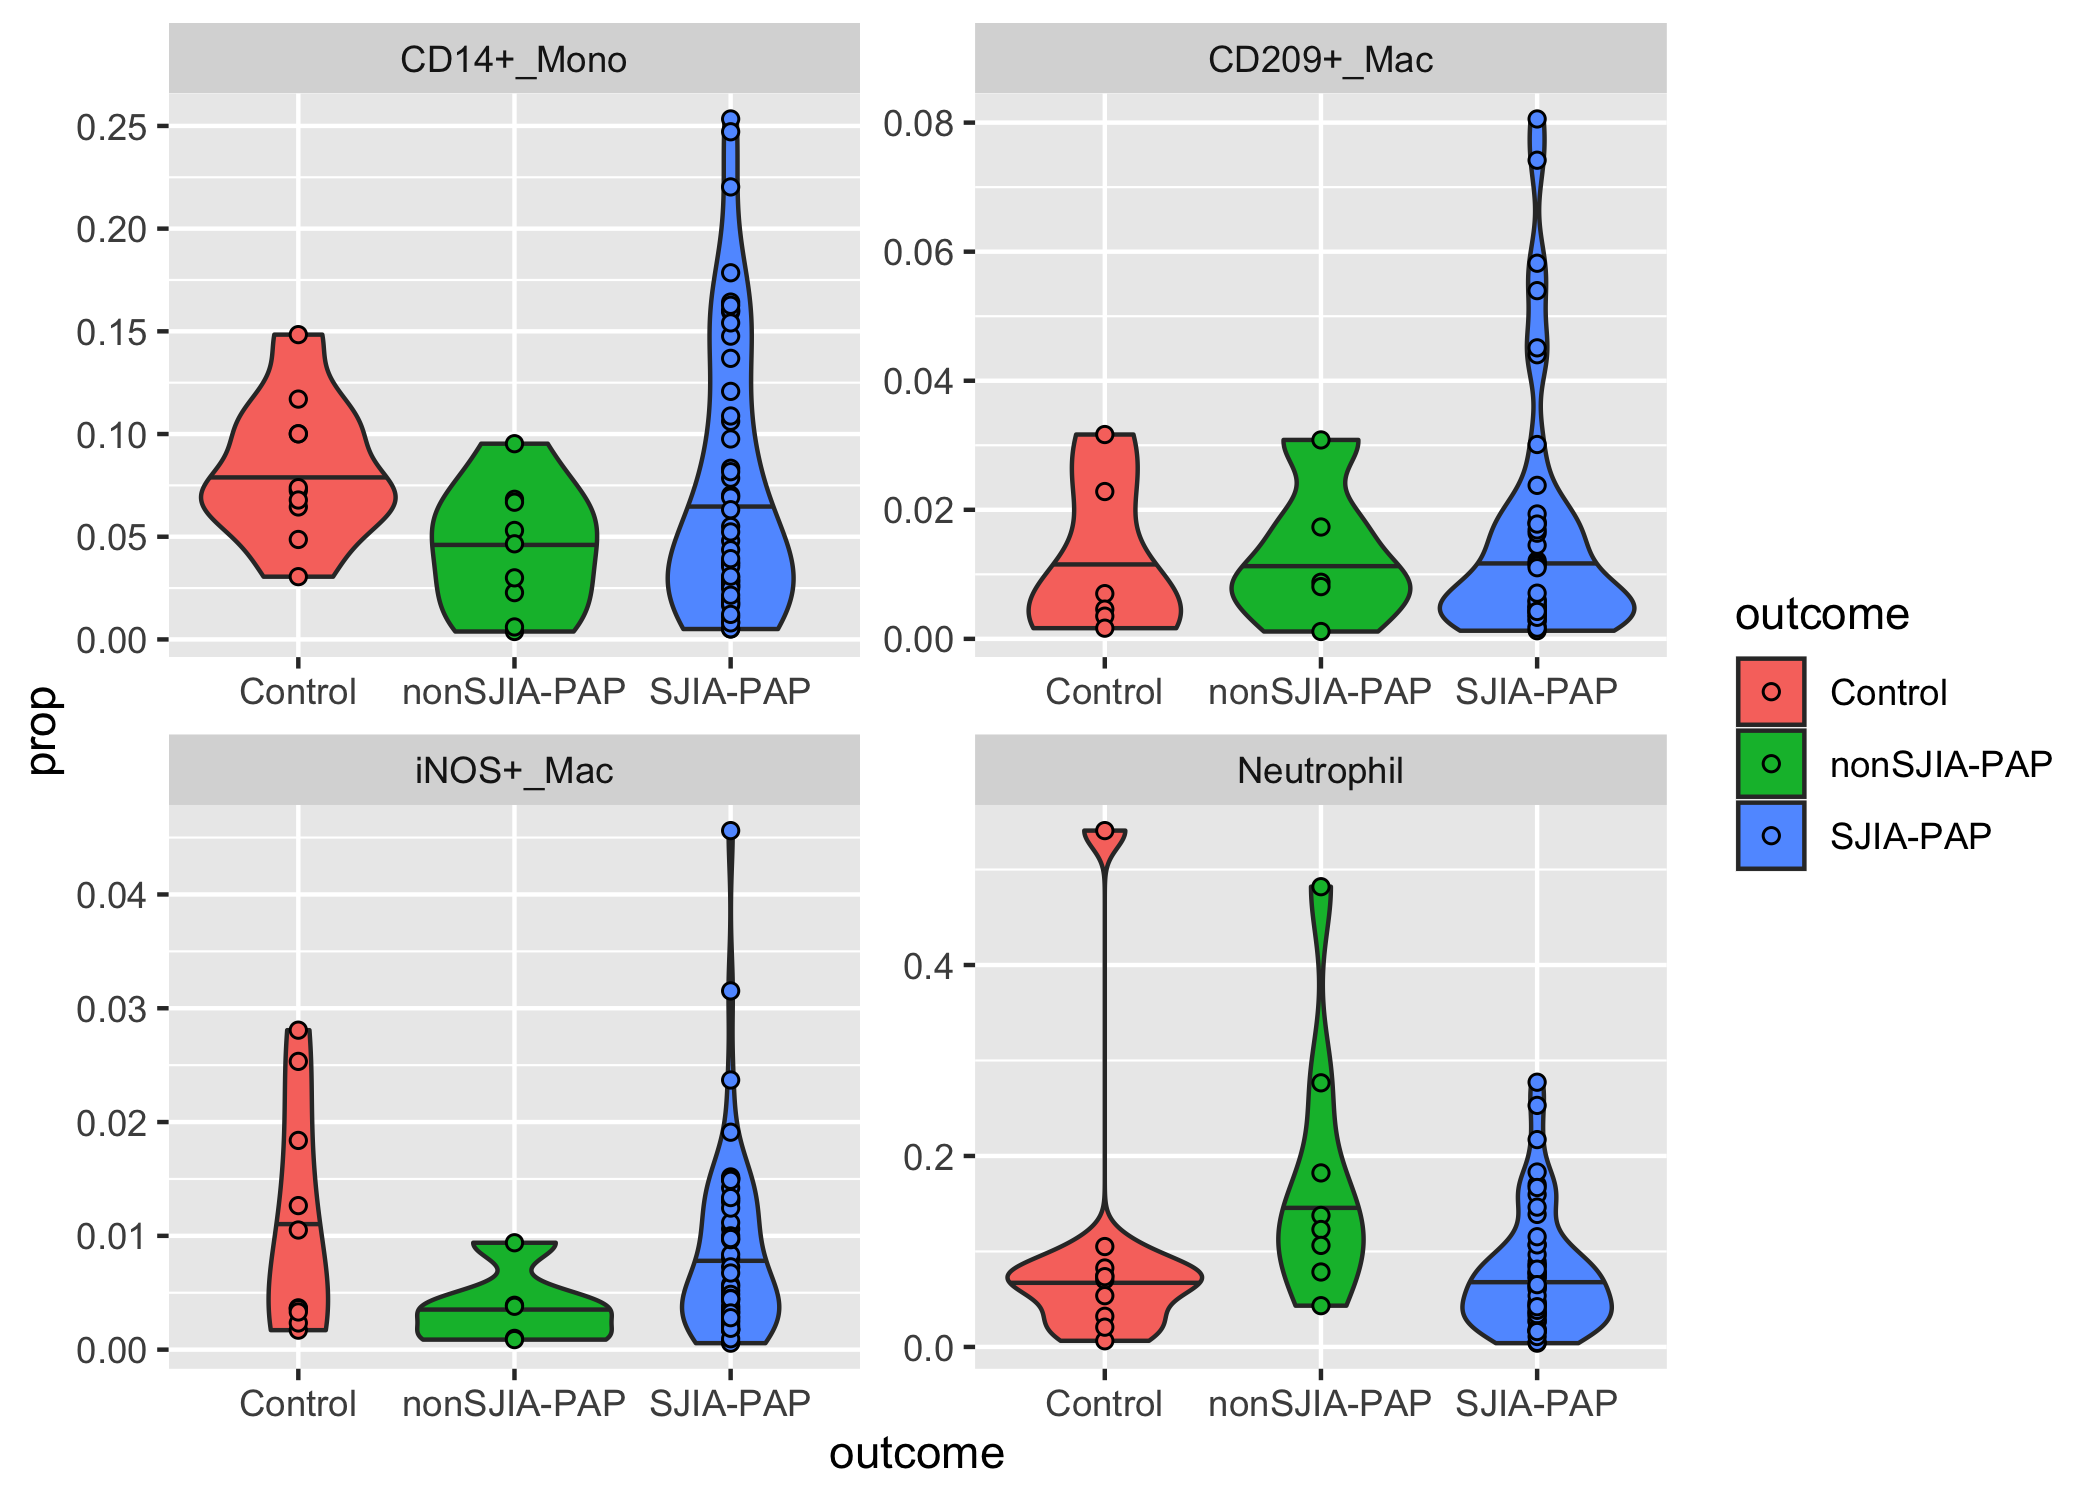 CD14+_Mono
CD209+_Mac
0.25
0.20
0.15
0.10
0.05
0.00
0.08
0.06
0.04
0.02
0.00
Control nonSJIA-PAP SJIA-PAP
Control nonSJIA-PAP SJIA-PAP
prop
iNOS+_Mac
Neutrophil
0.04
0.03
0.02
0.01
0.00
0.4
0.2
0.0
Control nonSJIA-PAP SJIA-PAP
Control nonSJIA-PAP SJIA-PAP
outcome
outcome
Control
nonSJIA-PAP
SJIA-PAP